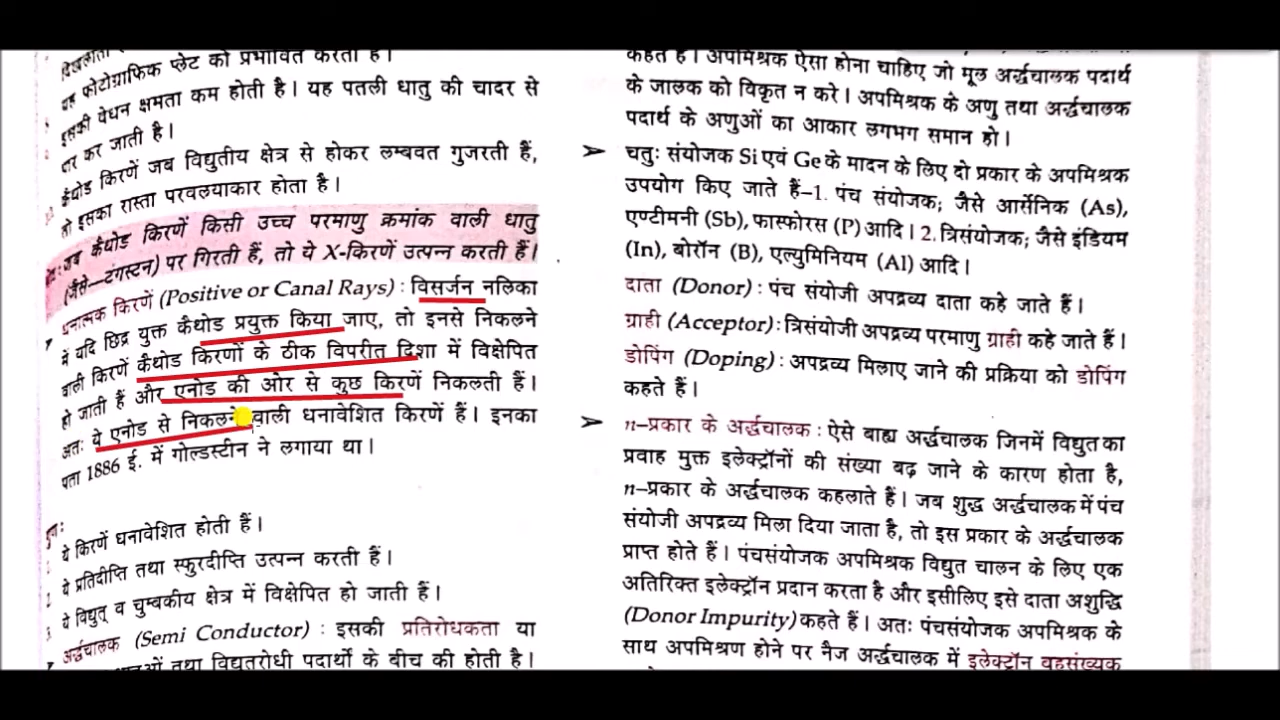 यह फोटोग्राफिक प्लेट को प्रभावित करती है।
इसकी वेधन क्षमता कम होती है। यह पतली धातु की चादर से
पार कर जाती है।
कैथोड किरणें जब विद्युतीय क्षेत्र से होकर लम्बवत गुजरती हैं,
तो इसका रास्ता परवलयाकार होता है।
जब कैथोड किरणें किसी उच्च परमाणु क्रमांक वाली धातु
(जैसे—टंगस्टन) पर गिरती हैं, तो ये X-किरणें उत्पन्न करती हैं।
धनात्मक किरणें (Positive or Canal Rays) : विसर्जन नलिका
में यदि छिद्र युक्त कैथोड प्रयुक्त किया जाए, तो इनसे निकलने
वाली किरणें कैथोड किरणों के ठीक विपरीत दिशा में विक्षेपित
हो जाती हैं और एनोड की ओर से कुछ किरणें निकलती हैं।
अतः ये एनोड से निकलने वाली धनावेशित किरणें हैं। इनका
पता 1886 ई. में गोल्डस्टीन ने लगाया था।
ये किरणें धनावेशित होती हैं।
ये प्रतिदीप्ति तथा स्फुरदीप्ति उत्पन्न करती हैं।
ये विद्युत् व चुम्बकीय क्षेत्र में विक्षेपित हो जाती हैं।
अर्द्धचालक (Semi Conductor) : इसकी प्रतिरोधकता या
तथा विद्युतरोधी पदार्थों के बीच की होती है।
कहते हैं। अपमिश्रक ऐसा होना चाहिए जो मूल अर्द्धचालक पदार्थ
के जालक को विकृत न करे। अपमिश्रक के अणु तथा अर्द्धचालक
पदार्थ के अणुओं का आकार लगभग समान हो।
➢ चतुः संयोजक Si एवं Ge के मादन के लिए दो प्रकार के अपमिश्रक
उपयोग किए जाते हैं–1. पंच संयोजक; जैसे आर्सेनिक (As),
एण्टीमनी (Sb), फास्फोरस (P) आदि। 2. त्रिसंयोजक; जैसे इंडियम
(In), बोरॉन (B), एल्युमिनियम (Al) आदि।
दाता (Donor) : पंच संयोजी अपद्रव्य दाता कहे जाते हैं।
ग्राही (Acceptor) : त्रिसंयोजी अपद्रव्य परमाणु ग्राही कहे जाते हैं।
डोपिंग (Doping) : अपद्रव्य मिलाए जाने की प्रक्रिया को डोपिंग
कहते हैं।
➢ n–प्रकार के अर्द्धचालक : ऐसे बाह्य अर्द्धचालक जिनमें विद्युत का
प्रवाह मुक्त इलेक्ट्रॉनों की संख्या बढ़ जाने के कारण होता है,
n–प्रकार के अर्द्धचालक कहलाते हैं। जब शुद्ध अर्द्धचालक में पंच
संयोजी अपद्रव्य मिला दिया जाता है, तो इस प्रकार के अर्द्धचालक
प्राप्त होते हैं। पंचसंयोजक अपमिश्रक विद्युत चालन के लिए एक
अतिरिक्त इलेक्ट्रॉन प्रदान करता है और इसीलिए इसे दाता अशुद्धि
(Donor Impurity) कहते हैं। अतः पंचसंयोजक अपमिश्रक के
साथ अपमिश्रण होने पर नैज अर्द्धचालक में इलेक्ट्रॉन बहुसंख्यक